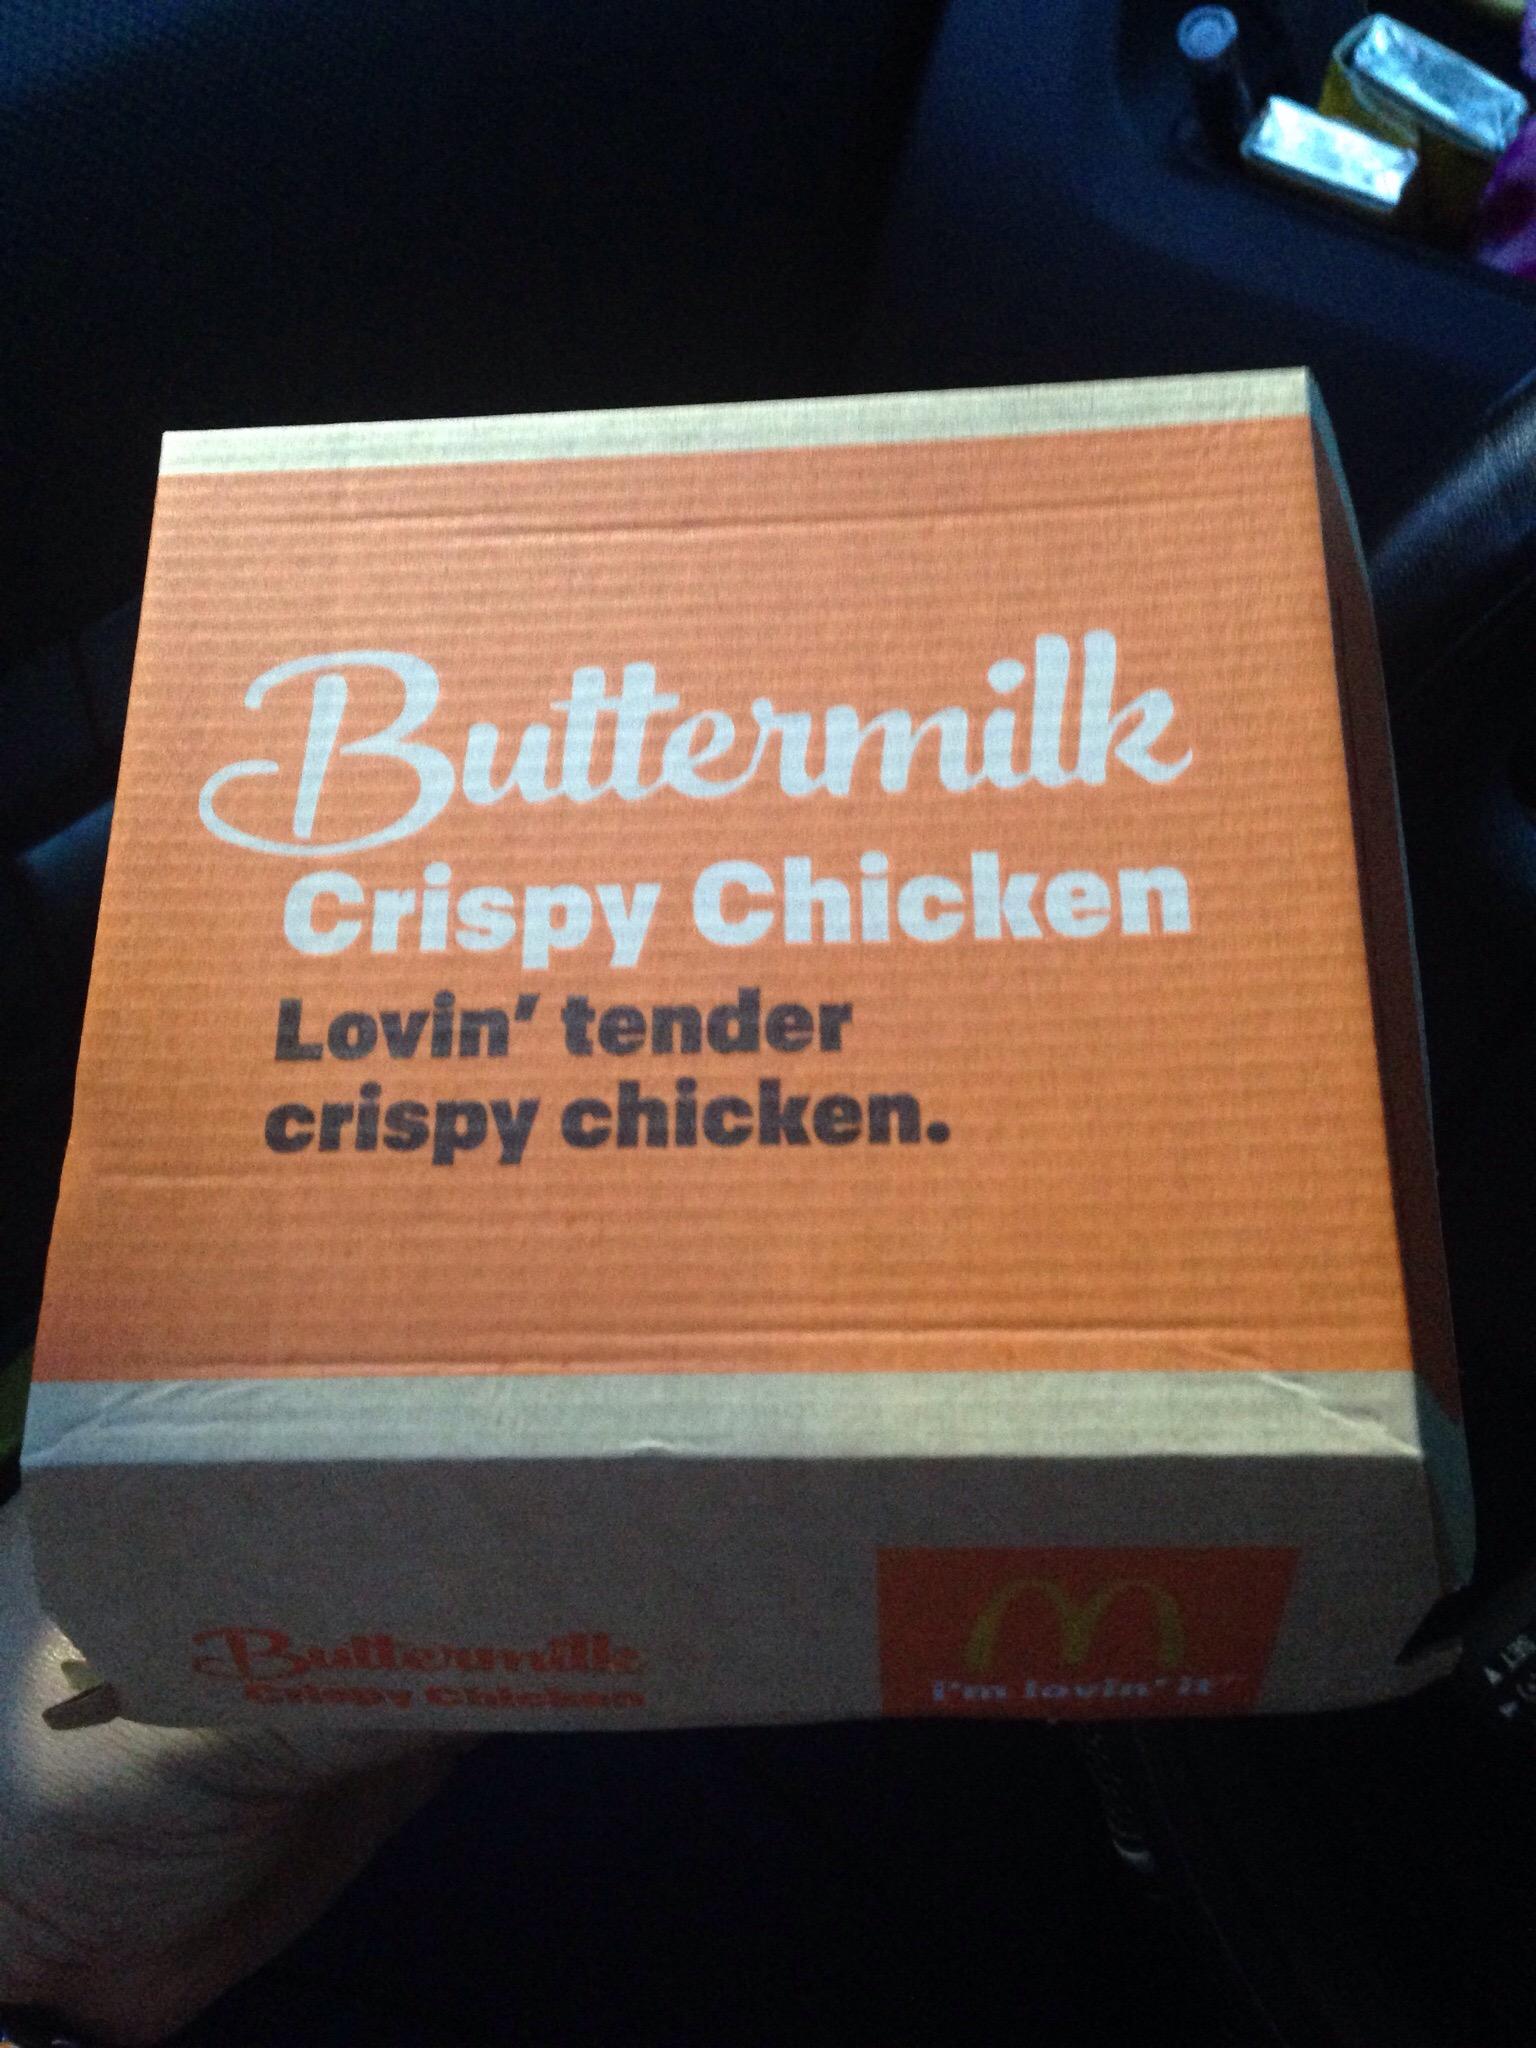 Buttermilk
Crispy Chicken
Lovin' tender
crispy chicken.
Buttermilk
Crispy Chicken
i'm lovin' it